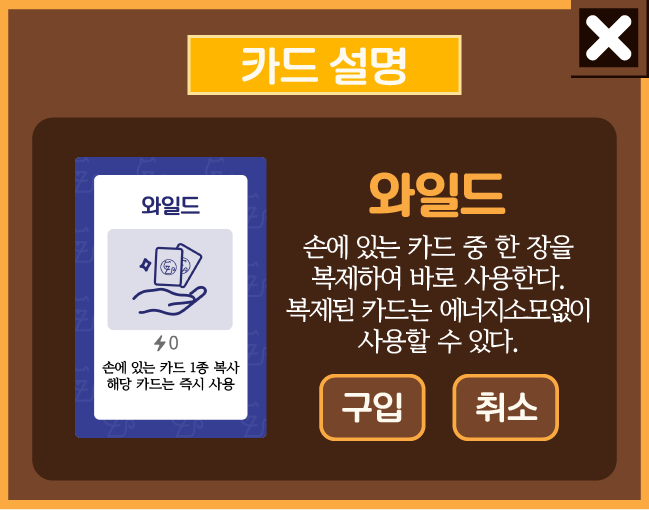 카드 설명
와일드
0
손에 있는 카드 1종 복사
해당 카드는 즉시 사용
와일드
손에 있는 카드 중 한 장을
복제하여 바로 사용한다.
복제된 카드는 에너지소모없이
사용할 수 있다.
구입
취소